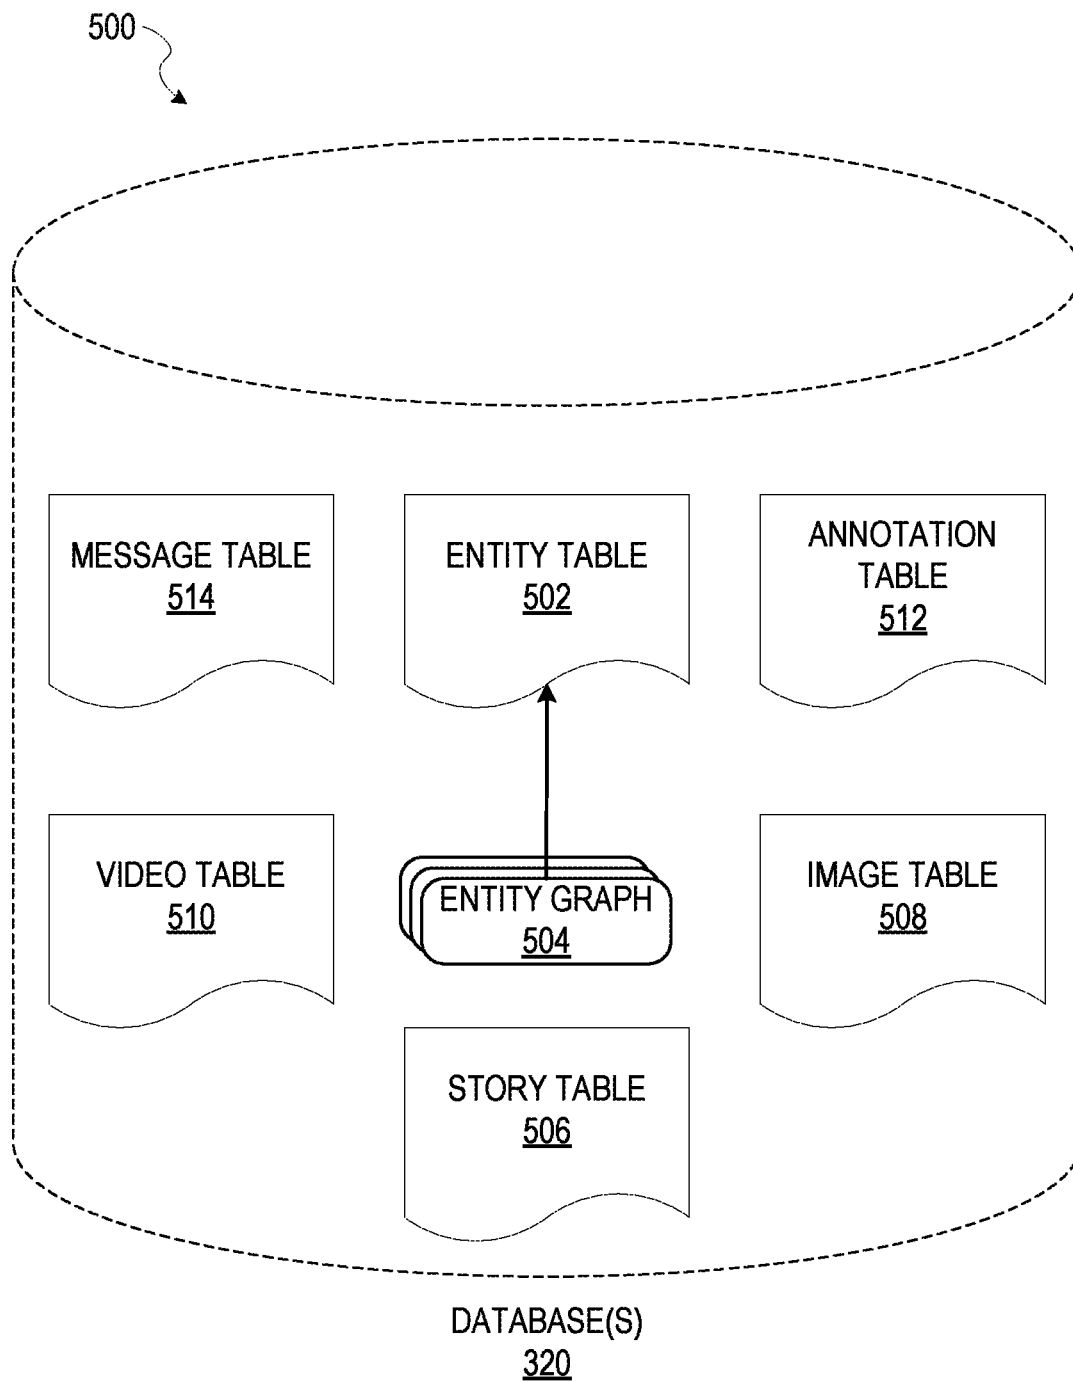 500
MESSAGE TABLE
514
ENTITY TABLE
502
ANNOTATION
TABLE
512
VIDEO TABLE
510
ENTITY GRAPH
504
IMAGE TABLE
508
STORY TABLE
506
DATABASE(S)
320